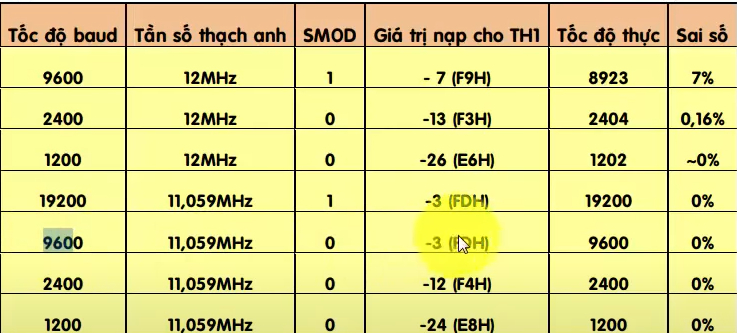 Tốc độ baud Tần số thạch anh SMOD Giá trị nạp cho TH1 Tốc độ thực Sai số
9600 12MHz 1 - 7 (F9H) 8923 7%
2400 12MHz 0 -13 (F3H) 2404 0,16%
1200 12MHz 0 -26 (E6H) 1202 ~0%
19200 11,059MHz 1 -3 (FDH) 19200 0%
9600 11,059MHz 0 -3 (FDH) 9600 0%
2400 11,059MHz 0 -12 (F4H) 2400 0%
1200 11,059MHz 0 -24 (E8H) 1200 0%